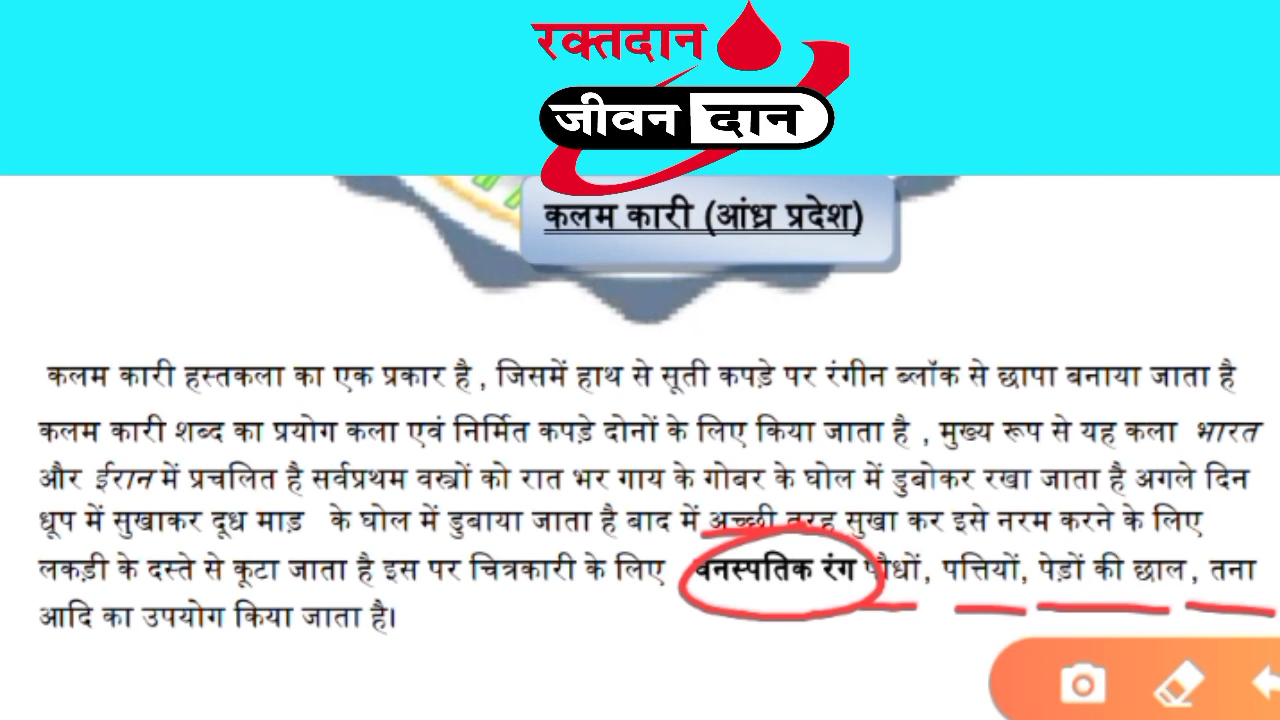 रक्तदान
जीवन दान
कलम कारी (आंध्र प्रदेश)
कलम कारी हस्तकला का एक प्रकार है , जिसमें हाथ से सूती कपड़े पर रंगीन ब्लॉक से छापा बनाया जाता है
कलम कारी शब्द का प्रयोग कला एवं निर्मित कपड़े दोनों के लिए किया जाता है , मुख्य रूप से यह कला भारत
और ईरान में प्रचलित है सर्वप्रथम वस्त्रों को रात भर गाय के गोबर के घोल में डुबोकर रखा जाता है अगले दिन
धूप में सुखाकर दूध माड़ के घोल में डुबाया जाता है बाद में अच्छी तरह सुखा कर इसे नरम करने के लिए
लकड़ी के दस्ते से कूटा जाता है इस पर चित्रकारी के लिए वनस्पतिक रंग पौधों, पत्तियों, पेड़ों की छाल, तना
आदि का उपयोग किया जाता है।